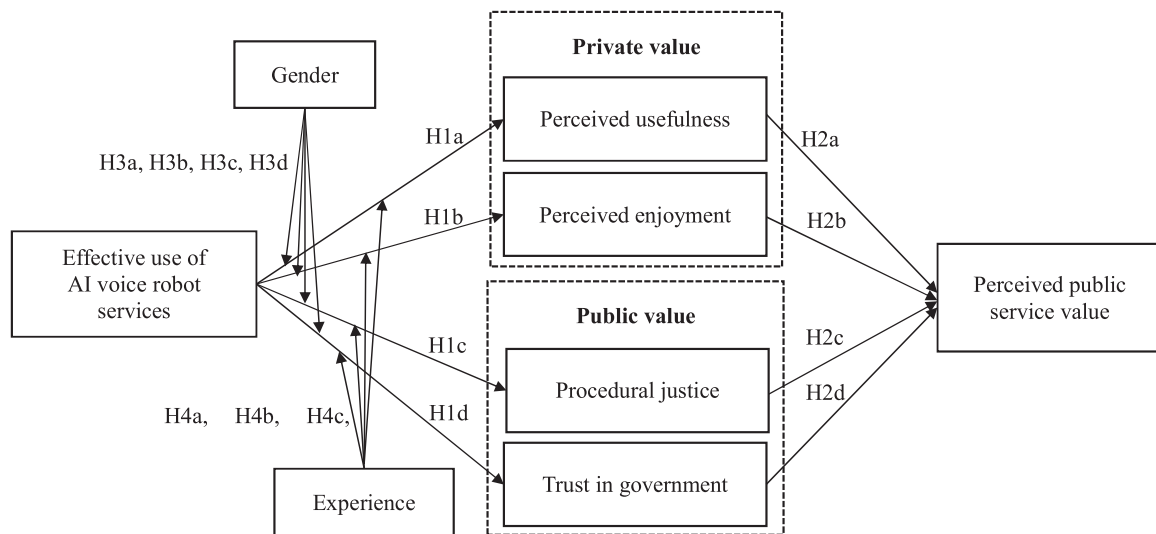 Private value
Gender
Perceived usefulness
H1a
H2a
H3a, H3b, H3c, H3d
Perceived enjoyment
H1b
H2b
Effective use of
AI voice robot
services
Perceived public
service value
Public value
H1c
H2c
Procedural justice
H2d
H1d
H4a, H4b, H4c,
Trust in government
Experience